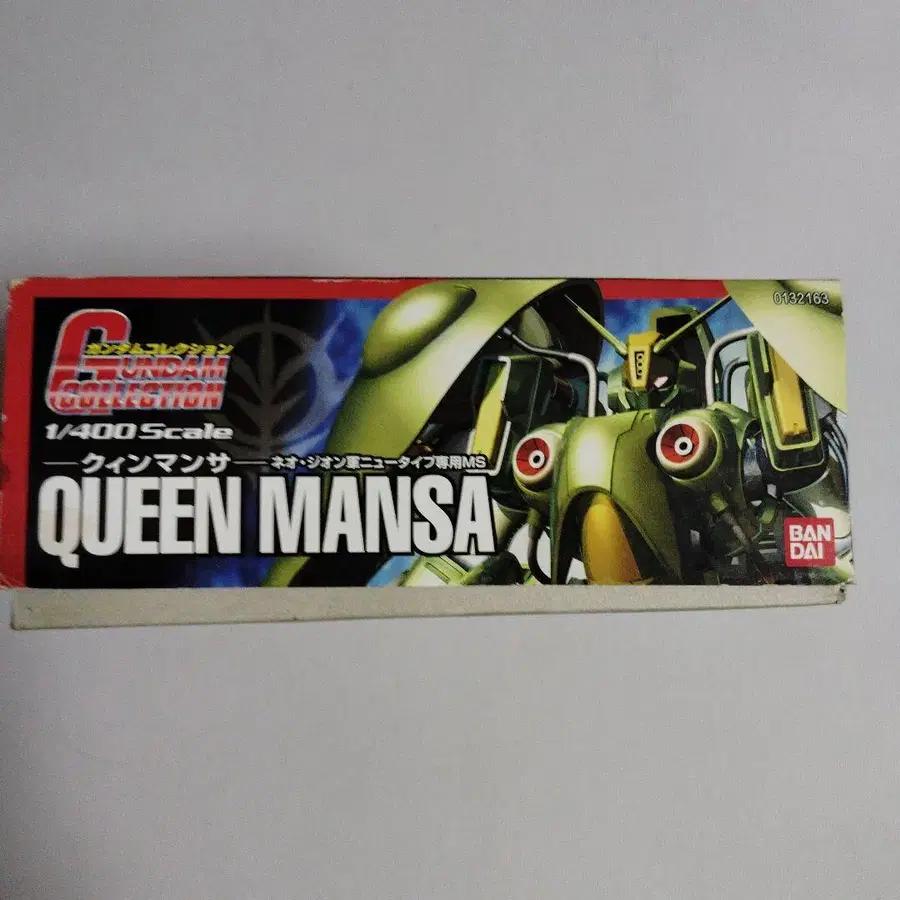 0132163
ガンダムコレクション
GUNDAM
COLLECTION
1/400 Scale
クィンマンサ ネオ・ジオン軍ニュータイプ専用MS
QUEEN MANSA
BAN
DAI